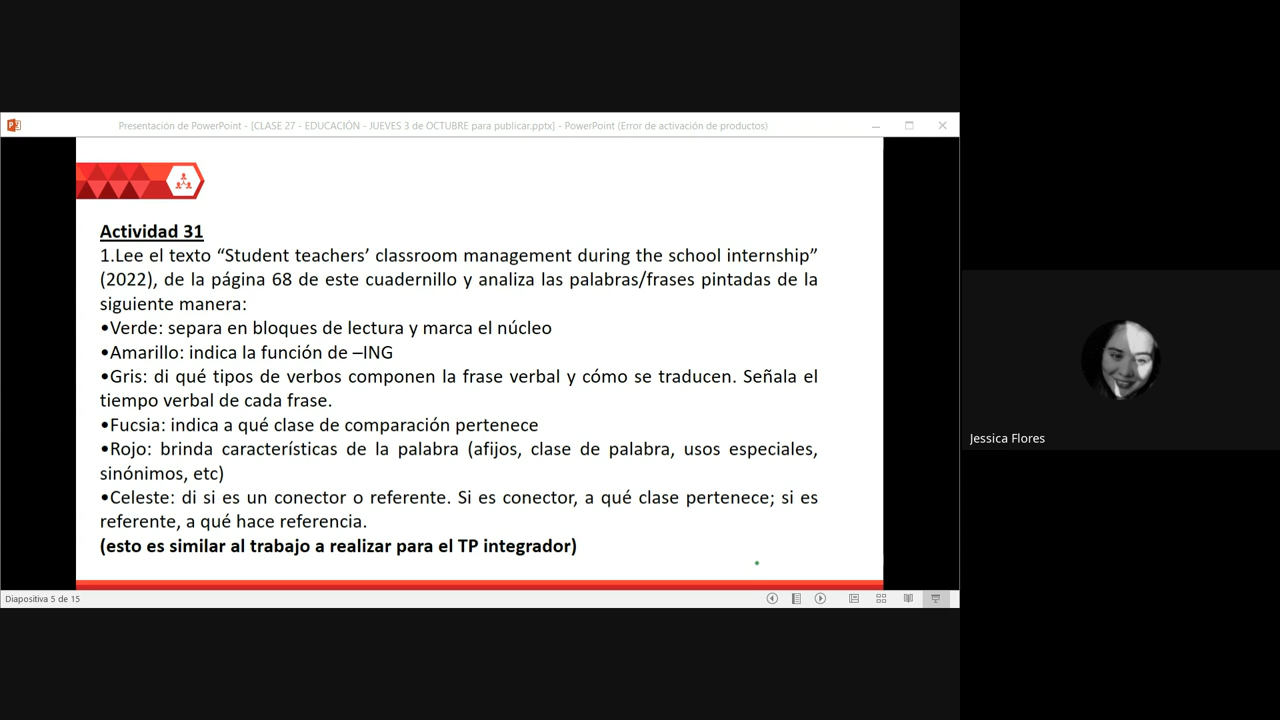 Presentación de PowerPoint - [CLASE 27 - EDUCACIÓN - JUEVES 3 de OCTUBRE para publicar.pptx] - PowerPoint (Error de activación de productos)
Actividad 31
1.Lee el texto “Student teachers’ classroom management during the school internship”
(2022), de la página 68 de este cuadernillo y analiza las palabras/frases pintadas de la
siguiente manera:
•Verde: separa en bloques de lectura y marca el núcleo
•Amarillo: indica la función de –ING
•Gris: di qué tipos de verbos componen la frase verbal y cómo se traducen. Señala el
tiempo verbal de cada frase.
•Fucsia: indica a qué clase de comparación pertenece
•Rojo: brinda características de la palabra (afijos, clase de palabra, usos especiales,
sinónimos, etc)
•Celeste: di si es un conector o referente. Si es conector, a qué clase pertenece; si es
referente, a qué hace referencia.
(esto es similar al trabajo a realizar para el TP integrador)
Diapositiva 5 de 15
Jessica Flores